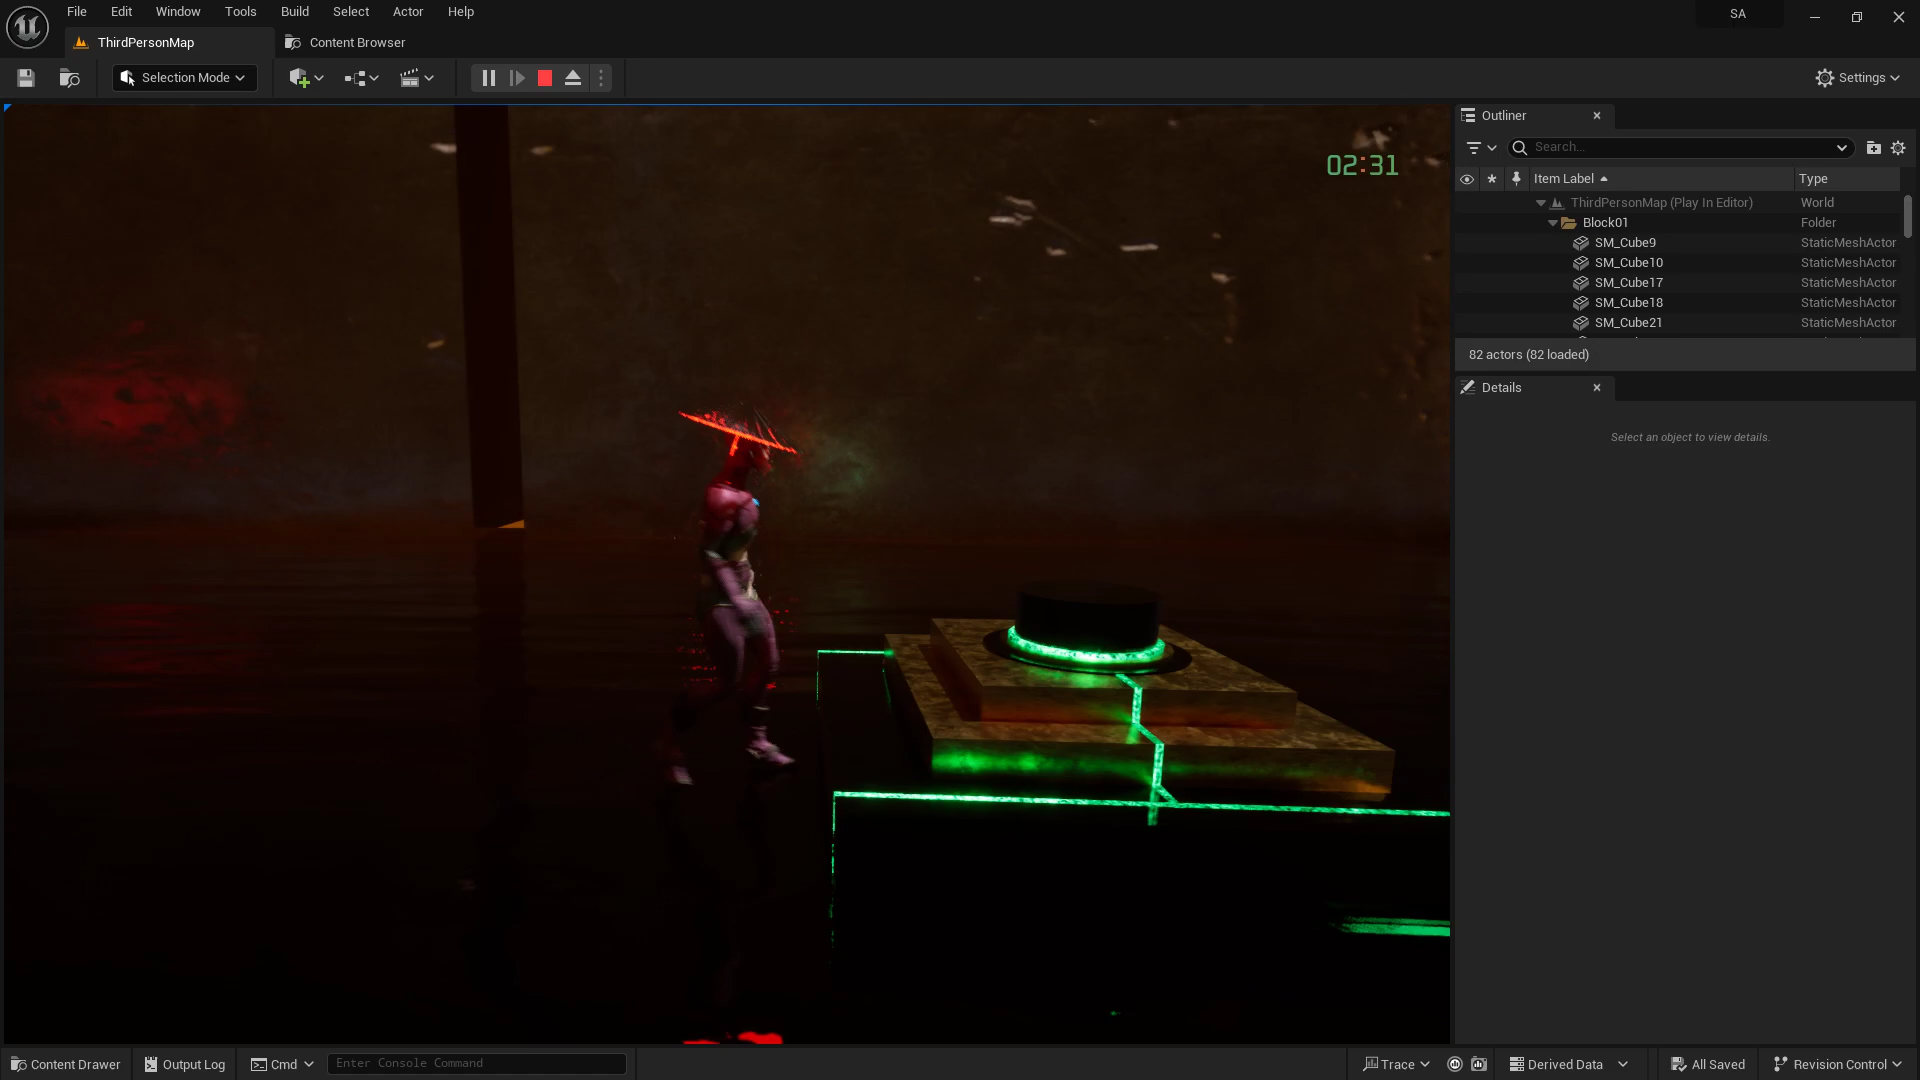 File Edit Window Tools Build Select Actor Help
SA
ThirdPersonMap
Content Browser
Selection Mode
Settings
02:31
Outliner
Search...
Item Label Type
ThirdPersonMap (Play In Editor) World
Block01 Folder
SM_Cube9 StaticMeshActor
SM_Cube10 StaticMeshActor
SM_Cube17 StaticMeshActor
SM_Cube18 StaticMeshActor
SM_Cube21 StaticMeshActor
82 actors (82 loaded)
Details
Select an object to view details.
Content Drawer Output Log Cmd Enter Console Command Trace Derived Data All Saved Revision Control